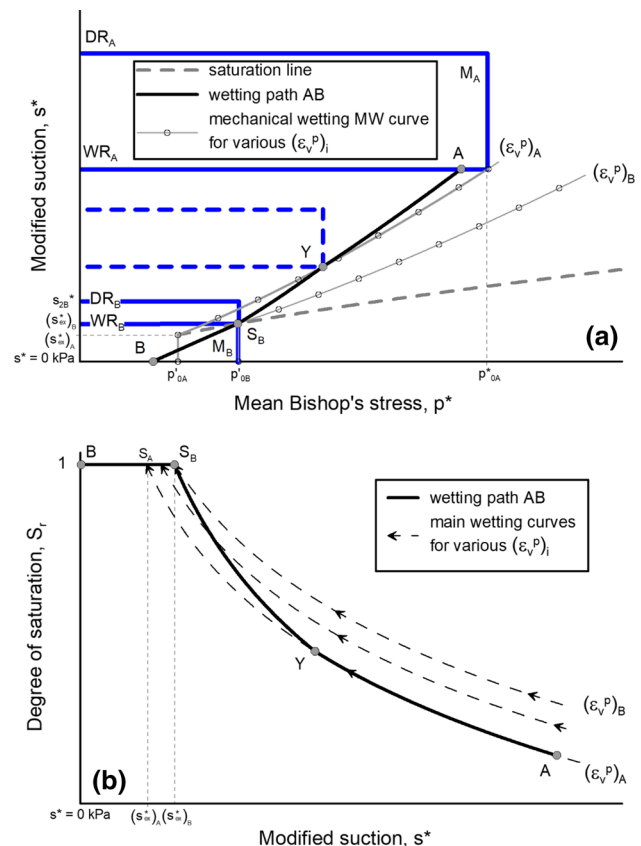 DR_A
M_A
saturation line
wetting path AB
mechanical wetting MW curve
for various (ε_v^p)_i
WR_A
A
(ε_v^p)_A
(ε_v^p)_B
Modified suction, s*
Y
s_2B*
DR_B
(s*_ex)_B
WR_B
(s*_ex)_A
B
M_B
S_B
(a)
s* = 0 kPa
p'_0A
p'_0B
p*_0A
Mean Bishop's stress, p*
B
S_A
S_B
1
wetting path AB
main wetting curves
for various (ε_v^p)_i
Degree of saturation, S_r
Y
(ε_v^p)_B
A
(ε_v^p)_A
(b)
s* = 0 kPa
(s*_ex)_A (s*_ex)_B
Modified suction, s*